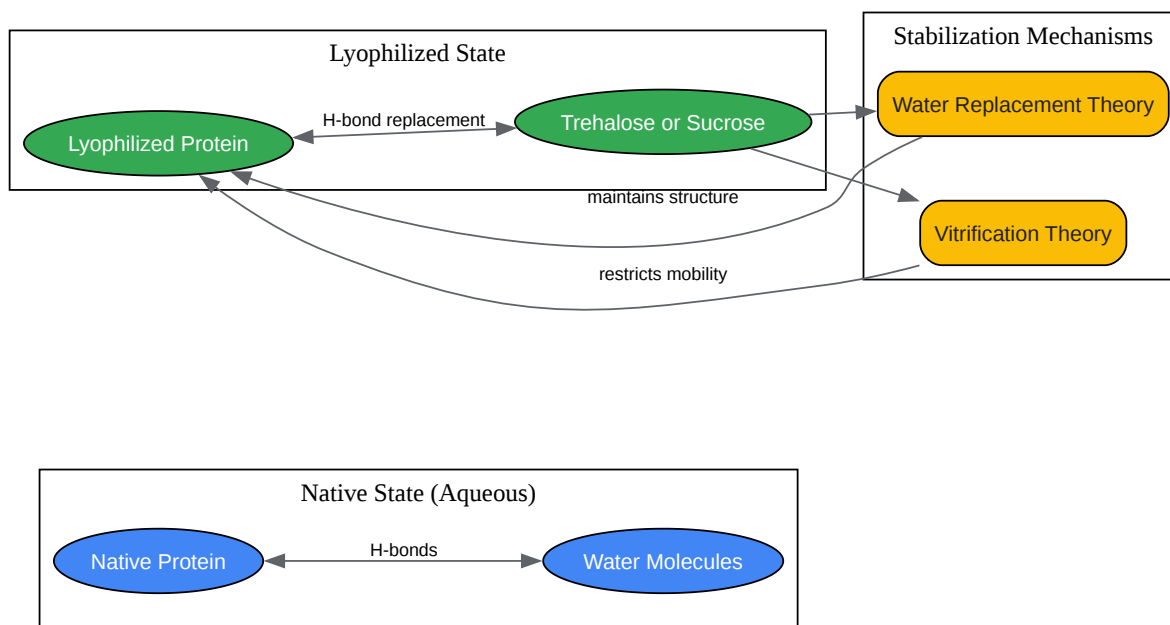 Lyophilized State
Stabilization Mechanisms
Lyophilized Protein
H-bond replacement
Trehalose or Sucrose
Water Replacement Theory
maintains structure
Vitrification Theory
restricts mobility
Native State (Aqueous)
Native Protein
H-bonds
Water Molecules